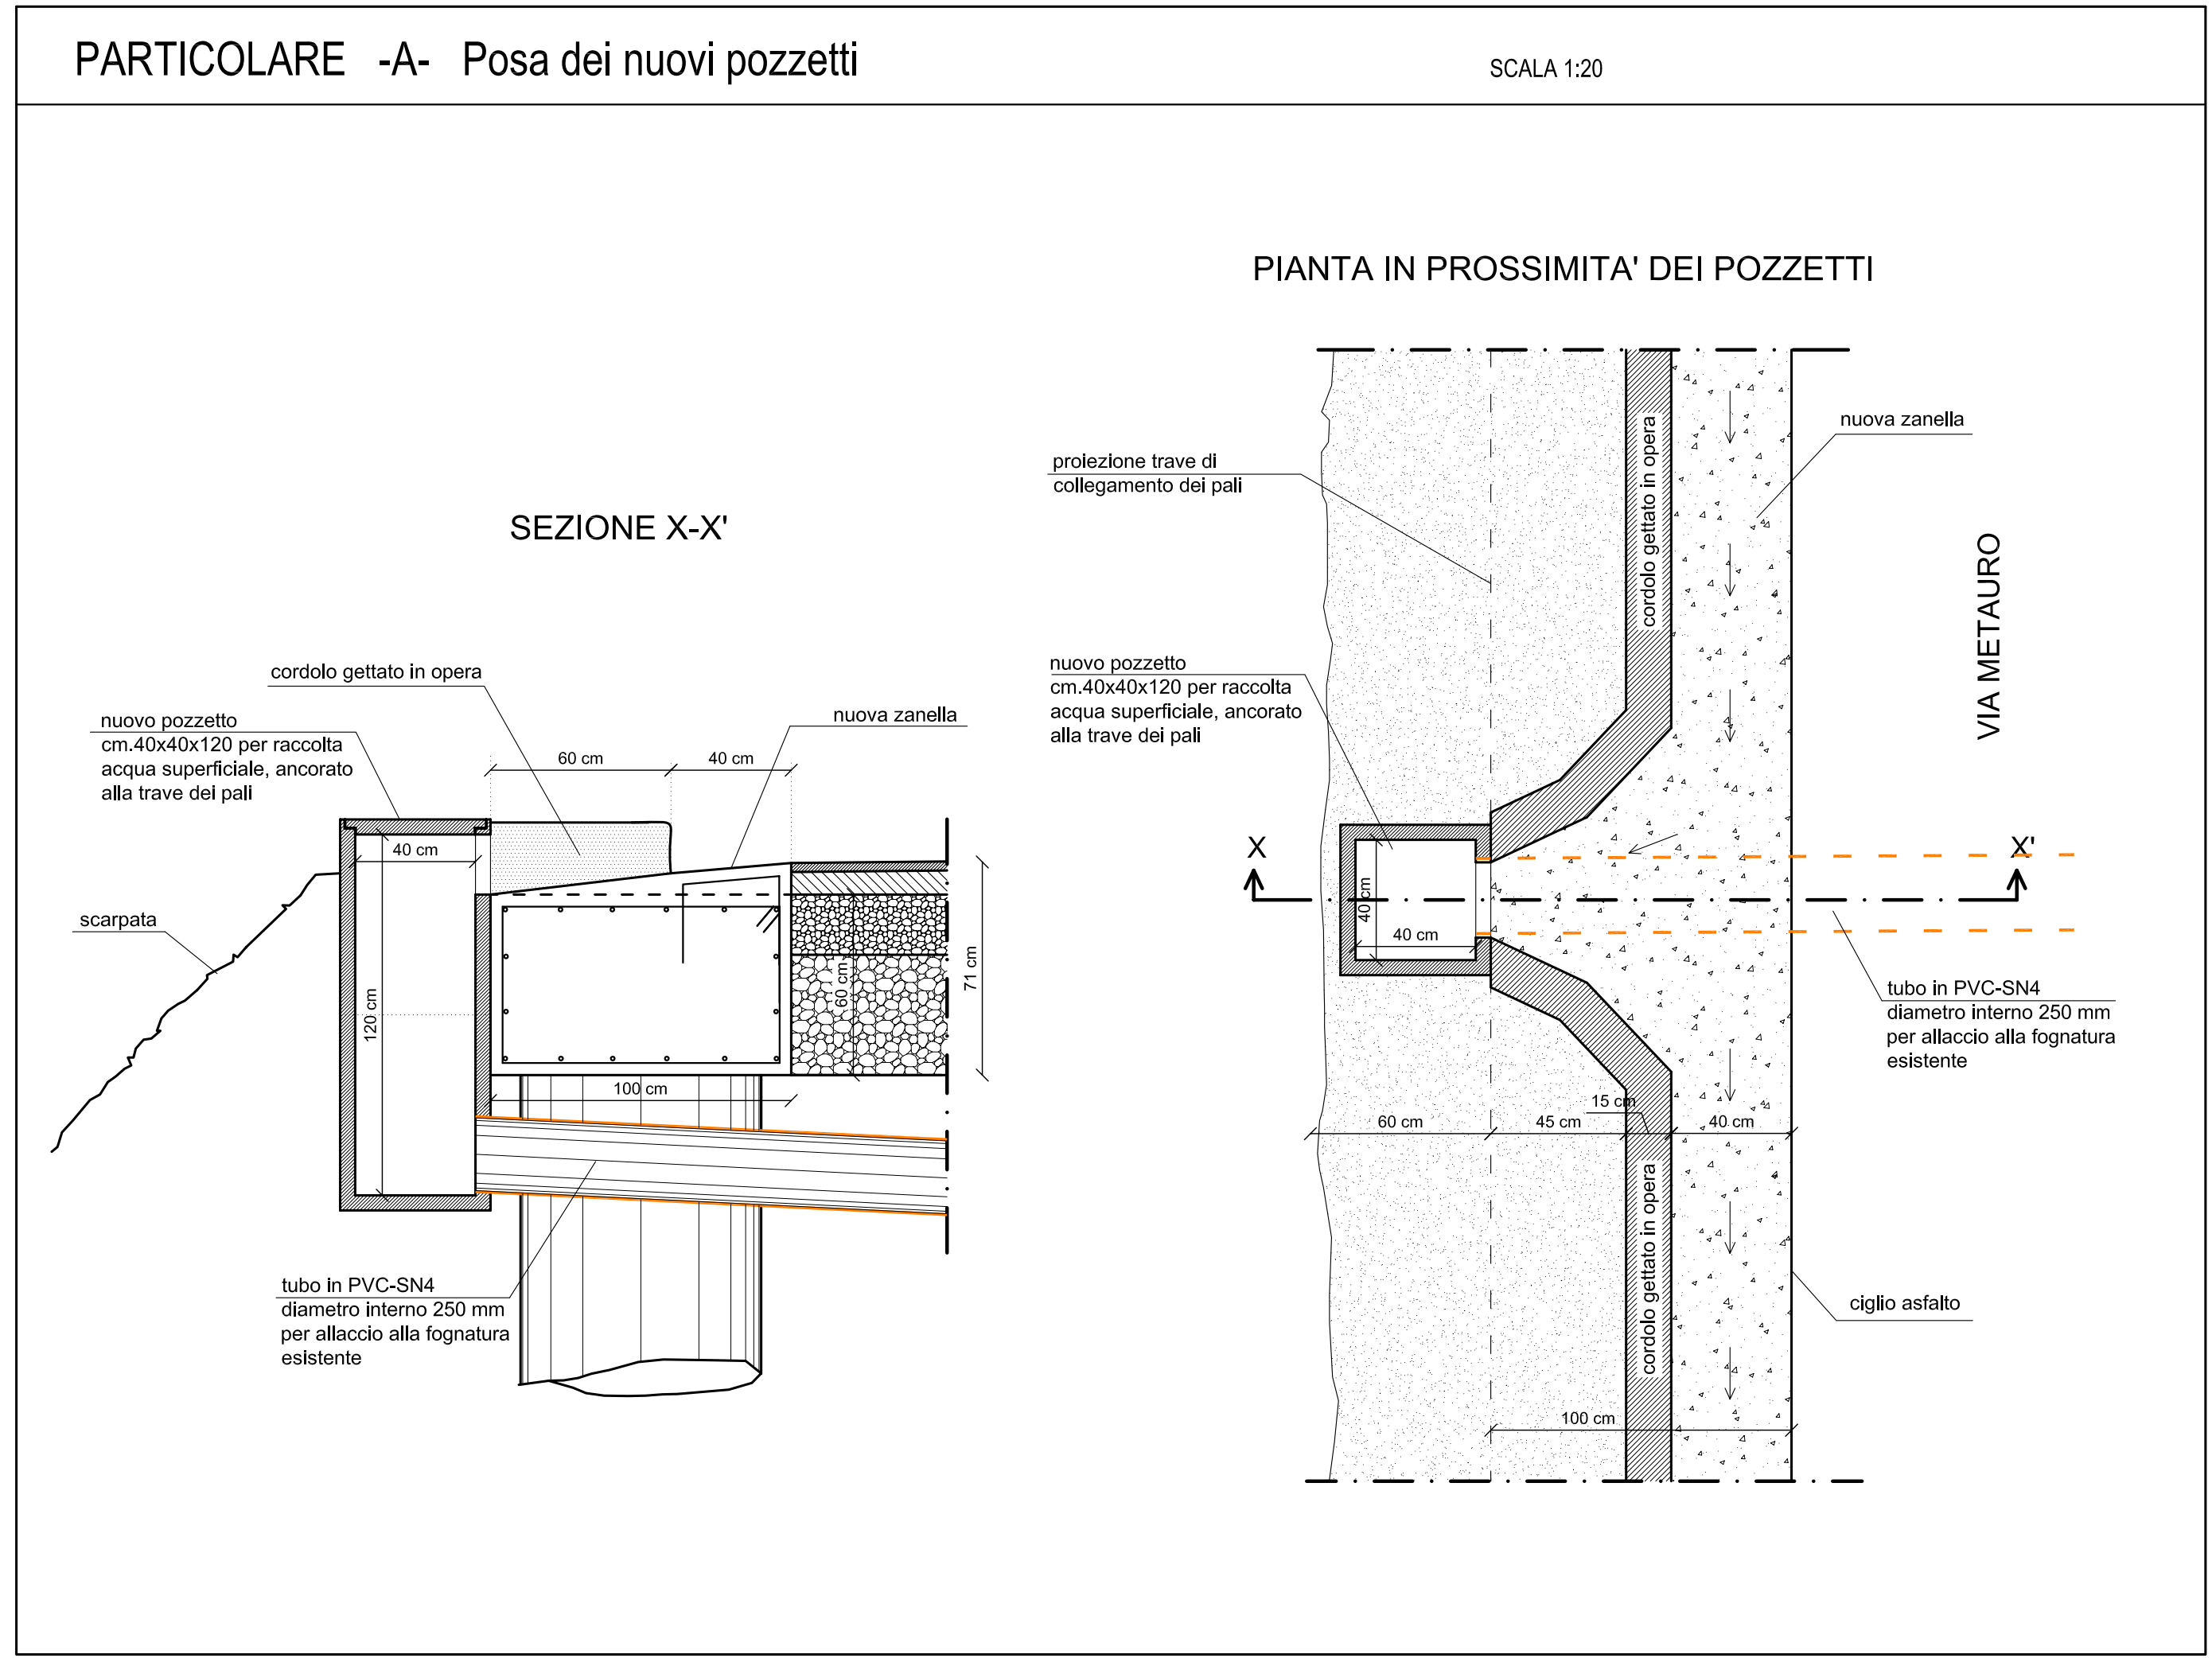 PARTICOLARE -A- Posa dei nuovi pozzetti
SCALA 1:20
SEZIONE X-X'
cordolo gettato in opera
nuovo pozzetto
cm.40x40x120 per raccolta
acqua superficiale, ancorato
alla trave dei pali
nuova zanella
60 cm
40 cm
40 cm
scarpata
120 cm
60 cm
71 cm
100 cm
tubo in PVC-SN4
diametro interno 250 mm
per allaccio alla fognatura
esistente
PIANTA IN PROSSIMITA' DEI POZZETTI
nuova zanella
cordolo gettato in opera
proiezione trave di
collegamento dei pali
VIA METAURO
nuovo pozzetto
cm.40x40x120 per raccolta
acqua superficiale, ancorato
alla trave dei pali
X
X'
40 cm
40 cm
tubo in PVC-SN4
diametro interno 250 mm
per allaccio alla fognatura
esistente
15 cm
60 cm
45 cm
40 cm
cordolo gettato in opera
ciglio asfalto
100 cm